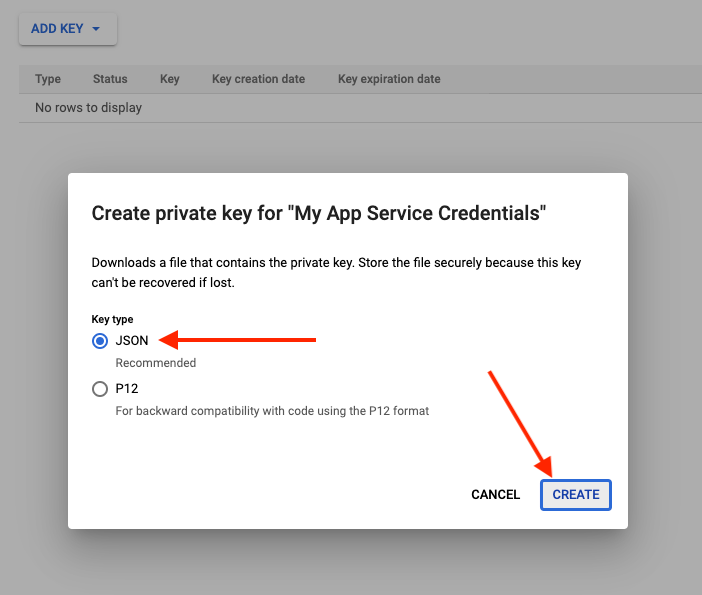 ADD KEY
Type Status Key Key creation date Key expiration date
No rows to display
Create private key for "My App Service Credentials"
Downloads a file that contains the private key. Store the file securely because this key
can't be recovered if lost.
Key type
JSON
Recommended
P12
For backward compatibility with code using the P12 format
CANCEL CREATE